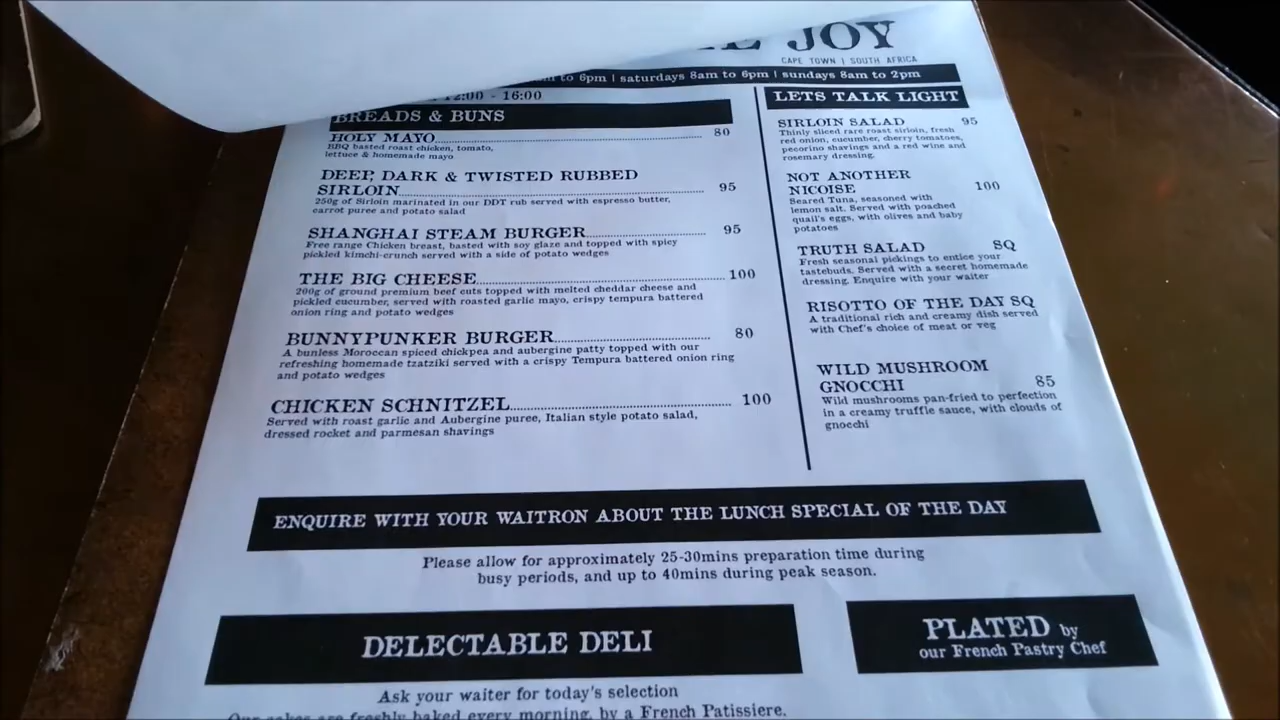 JOY
CAPE TOWN | SOUTH AFRICA
to 6pm | saturdays 8am to 6pm | sundays 8am to 2pm
12:00 - 16:00
BREADS & BUNS
HOLY MAYO 80
BBQ basted roast chicken, tomato,
lettuce & homemade mayo
DEEP, DARK & TWISTED RUBBED
SIRLOIN 95
250g of Sirloin marinated in our DDT rub served with espresso butter,
carrot puree and potato salad
SHANGHAI STEAM BURGER 95
Free range Chicken breast, basted with soy glaze and topped with spicy
pickled kimchi-crunch served with a side of potato wedges
THE BIG CHEESE 100
200g of ground premium beef cuts topped with melted cheddar cheese and
pickled cucumber, served with roasted garlic mayo, crispy tempura battered
onion ring and potato wedges
BUNNYPUNKER BURGER 80
A bunless Moroccan spiced chickpea and aubergine patty topped with our
refreshing homemade tzatziki served with a crispy Tempura battered onion ring
and potato wedges
CHICKEN SCHNITZEL 100
Served with roast garlic and Aubergine puree, Italian style potato salad,
dressed rocket and parmesan shavings
LETS TALK LIGHT
SIRLOIN SALAD 95
Thinly sliced rare roast sirloin, fresh
red onion, cucumber, cherry tomatoes,
pecorino shavings and a red wine and
rosemary dressing.
NOT ANOTHER
NICOISE 100
Seared Tuna, seasoned with
lemon salt. Served with poached
quail's eggs, with olives and baby
potatoes
TRUTH SALAD SQ
Fresh seasonal pickings to entice your
tastebuds. Served with a secret homemade
dressing. Enquire with your waiter
RISOTTO OF THE DAY SQ
A traditional rich and creamy dish served
with Chef's choice of meat or veg
WILD MUSHROOM
GNOCCHI 85
Wild mushrooms pan-fried to perfection
in a creamy truffle sauce, with clouds of
gnocchi
ENQUIRE WITH YOUR WAITRON ABOUT THE LUNCH SPECIAL OF THE DAY
Please allow for approximately 25-30mins preparation time during
busy periods, and up to 40mins during peak season.
DELECTABLE DELI
Ask your waiter for today's selection
Our cakes are freshly baked every morning, by a French Patissiere.
PLATED by
our French Pastry Chef